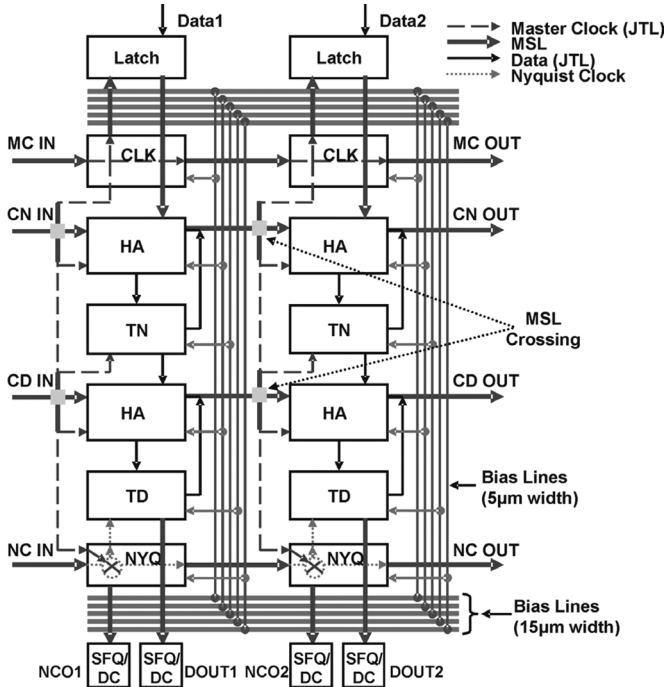 Data1
Data2
Master Clock (JTL)
MSL
Data (JTL)
Nyquist Clock
Latch
Latch
MC IN
CLK
CLK
MC OUT
CN IN
HA
HA
CN OUT
TN
TN
MSL
Crossing
CD IN
HA
HA
CD OUT
TD
TD
Bias Lines
(5µm width)
NC IN
NYQ
NYQ
NC OUT
Bias Lines
(15µm width)
NCO1
SFQ/
DC
SFQ/
DC
DOUT1
NCO2
SFQ/
DC
SFQ/
DC
DOUT2